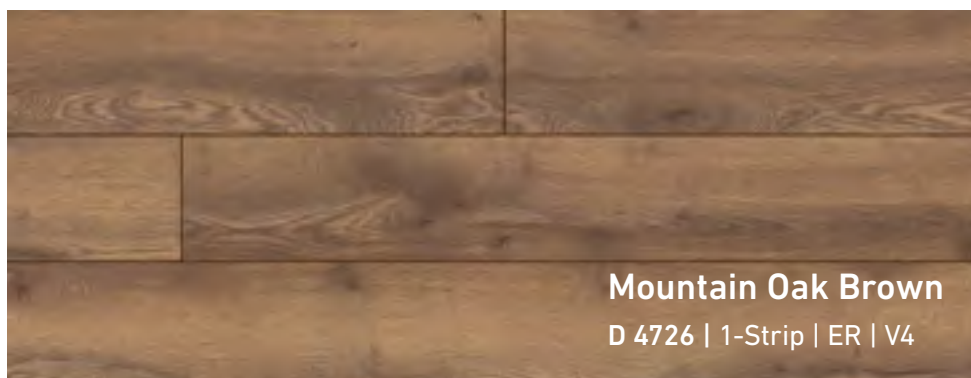 Mountain Oak Brown
D 4726 | 1-Strip | ER | V4